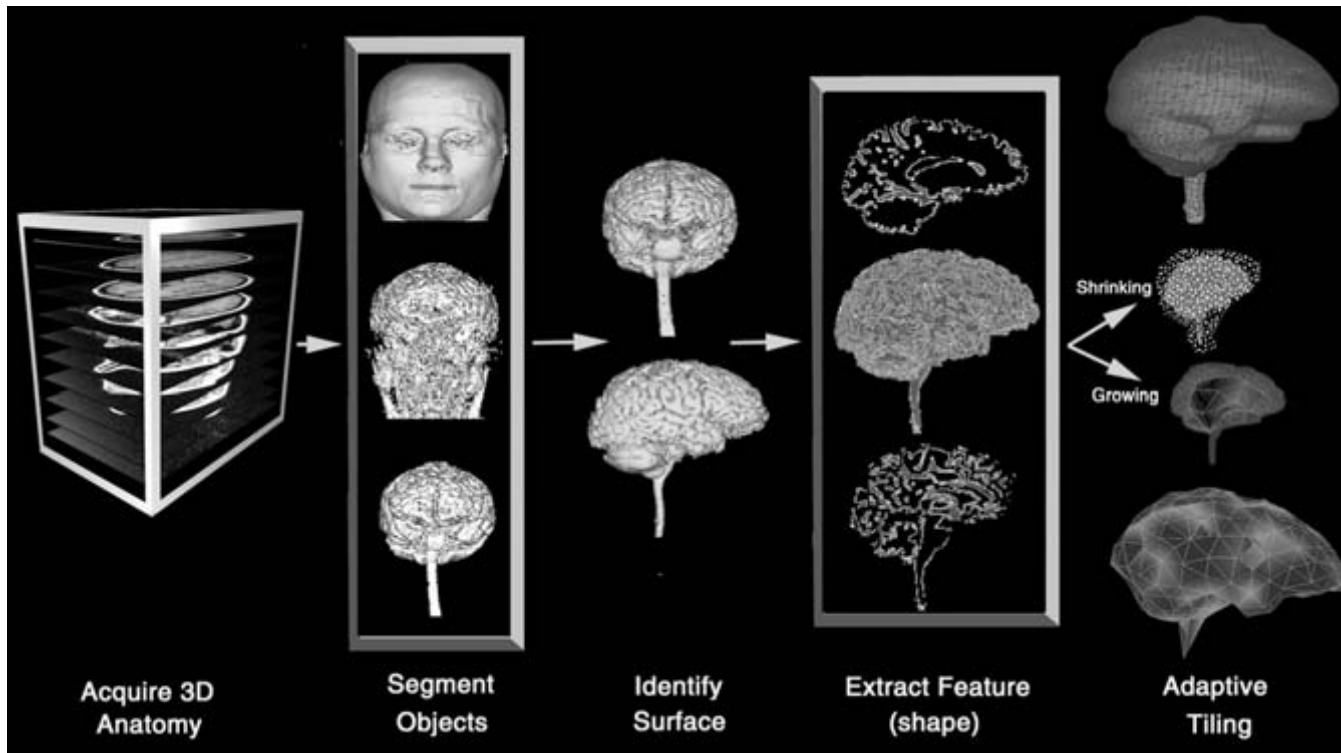 Shrinking
Growing
Acquire 3D
Anatomy
Segment
Objects
Identify
Surface
Extract Feature
(shape)
Adaptive
Tiling